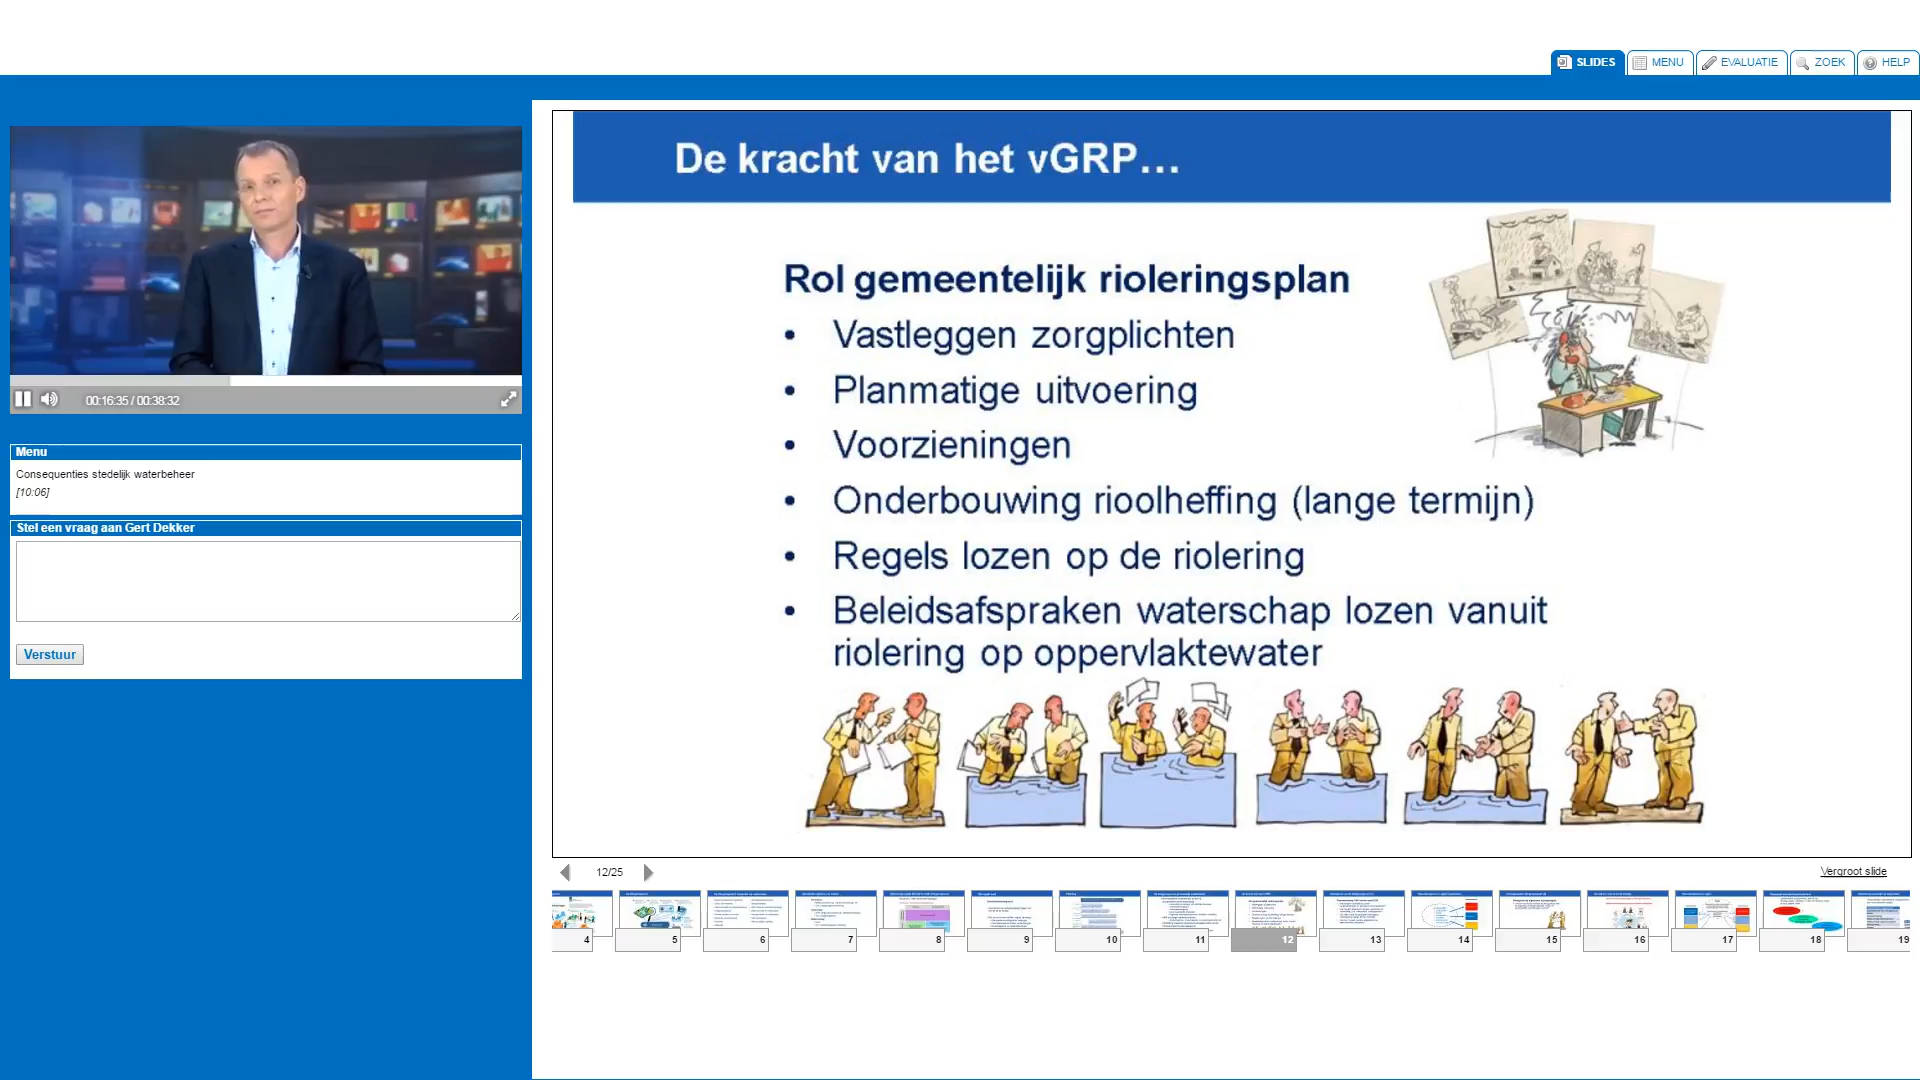 SLIDES
MENU
EVALUATIE
ZOEK
HELP
De kracht van het vGRP...
Rol gemeentelijk rioleringsplan
• Vastleggen zorgplichten
• Planmatige uitvoering
• Voorzieningen
• Onderbouwing rioolheffing (lange termijn)
• Regels lozen op de riolering
• Beleidsafspraken waterschap lozen vanuit
riolering op oppervlaktewater
00:16:35 / 00:38:32
Menu
Consequenties stedelijk waterbeheer
[10:06]
Stel een vraag aan Gert Dekker
Verstuur
12/25
Vergroot slide
4
5
6
7
8
9
10
11
12
13
14
15
16
17
18
19